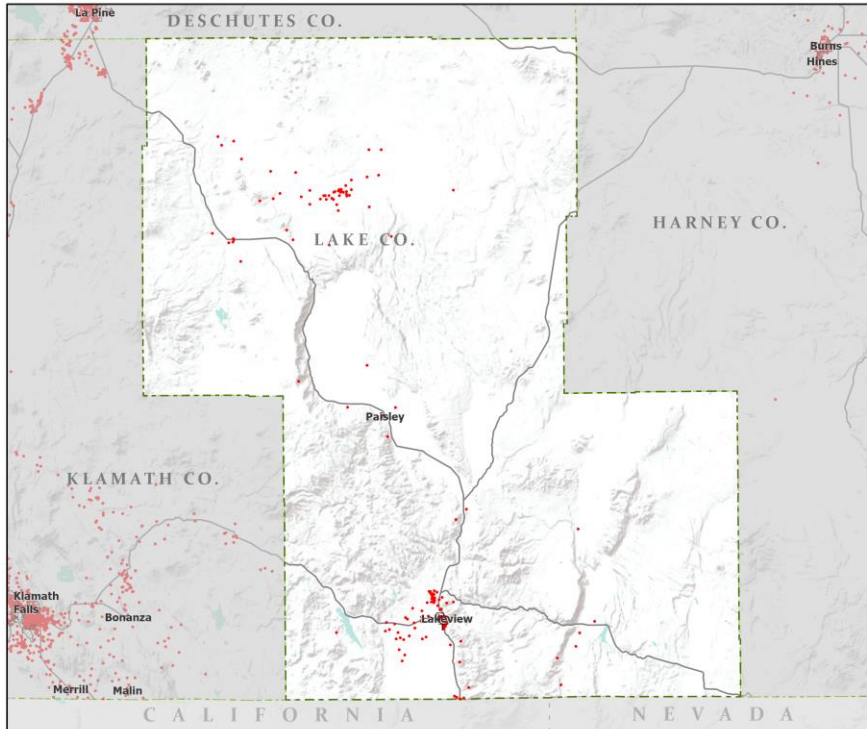 La Pine
DESCHUTES CO.
Burns
Hines
HARNEY CO.
LAKE CO.
Paisley
KLAMATH CO.
Klamath
Falls
Bonanza
Lakeview
Merrill
Malin
CALIFORNIA
NEVADA